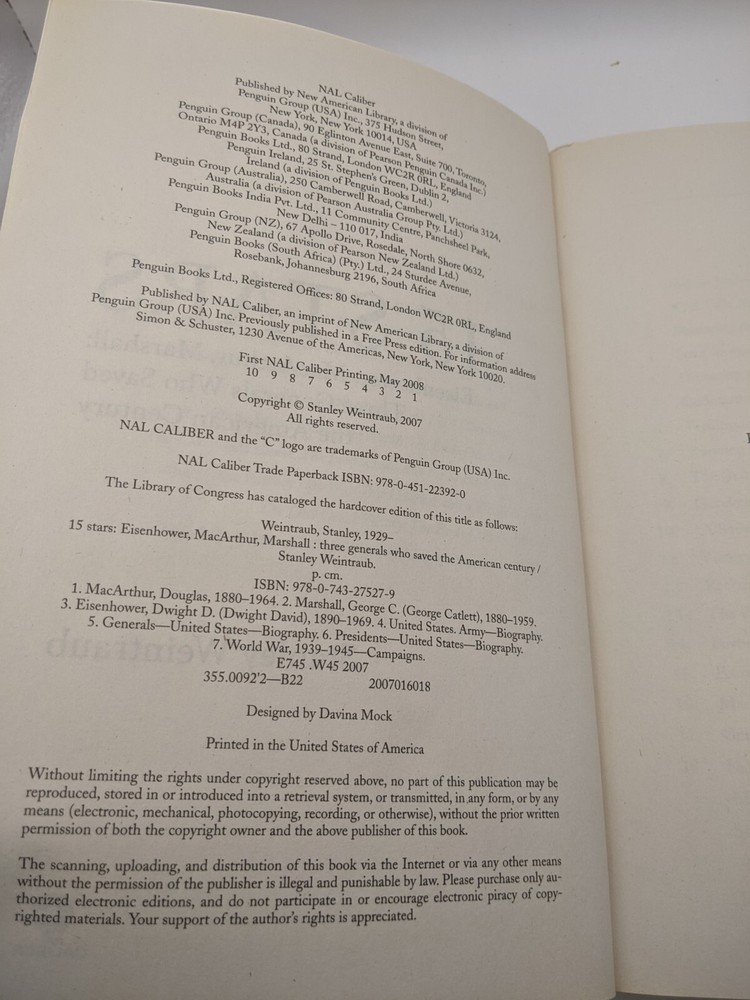 NAL Caliber
Published by New American Library, a division of
Penguin Group (USA) Inc., 375 Hudson Street,
New York, New York 10014, USA
Penguin Group (Canada), 90 Eglinton Avenue East, Suite 700, Toronto,
Ontario M4P 2Y3, Canada (a division of Pearson Penguin Canada Inc.)
Penguin Books Ltd., 80 Strand, London WC2R 0RL, England
Penguin Ireland, 25 St. Stephen's Green, Dublin 2,
Ireland (a division of Penguin Books Ltd.)
Penguin Group (Australia), 250 Camberwell Road, Camberwell, Victoria 3124,
Australia (a division of Pearson Australia Group Pty. Ltd.)
Penguin Books India Pvt. Ltd., 11 Community Centre, Panchsheel Park,
New Delhi – 110 017, India
Penguin Group (NZ), 67 Apollo Drive, Rosedale, North Shore 0632,
New Zealand (a division of Pearson New Zealand Ltd.)
Penguin Books (South Africa) (Pty.) Ltd., 24 Sturdee Avenue,
Rosebank, Johannesburg 2196, South Africa
Penguin Books Ltd., Registered Offices: 80 Strand, London WC2R 0RL, England
Published by NAL Caliber, an imprint of New American Library, a division of
Penguin Group (USA) Inc. Previously published in a Free Press edition. For information address
Simon & Schuster, 1230 Avenue of the Americas, New York, New York 10020.
First NAL Caliber Printing, May 2008
10 9 8 7 6 5 4 3 2 1
Copyright © Stanley Weintraub, 2007
All rights reserved.
NAL CALIBER and the "C" logo are trademarks of Penguin Group (USA) Inc.
NAL Caliber Trade Paperback ISBN: 978-0-451-22392-0
The Library of Congress has cataloged the hardcover edition of this title as follows:
Weintraub, Stanley, 1929–
15 stars: Eisenhower, MacArthur, Marshall : three generals who saved the American century /
Stanley Weintraub.
p. cm.
ISBN: 978-0-743-27527-9
1. MacArthur, Douglas, 1880–1964. 2. Marshall, George C. (George Catlett), 1880–1959.
3. Eisenhower, Dwight D. (Dwight David), 1890–1969. 4. United States. Army—Biography.
5. Generals—United States—Biography. 6. Presidents—United States—Biography.
7. World War, 1939–1945—Campaigns.
E745 .W45 2007
355.0092'2—B22 2007016018
Designed by Davina Mock
Printed in the United States of America
Without limiting the rights under copyright reserved above, no part of this publication may be
reproduced, stored in or introduced into a retrieval system, or transmitted, in any form, or by any
means (electronic, mechanical, photocopying, recording, or otherwise), without the prior written
permission of both the copyright owner and the above publisher of this book.
The scanning, uploading, and distribution of this book via the Internet or via any other means
without the permission of the publisher is illegal and punishable by law. Please purchase only au-
thorized electronic editions, and do not participate in or encourage electronic piracy of copy-
righted materials. Your support of the author's rights is appreciated.